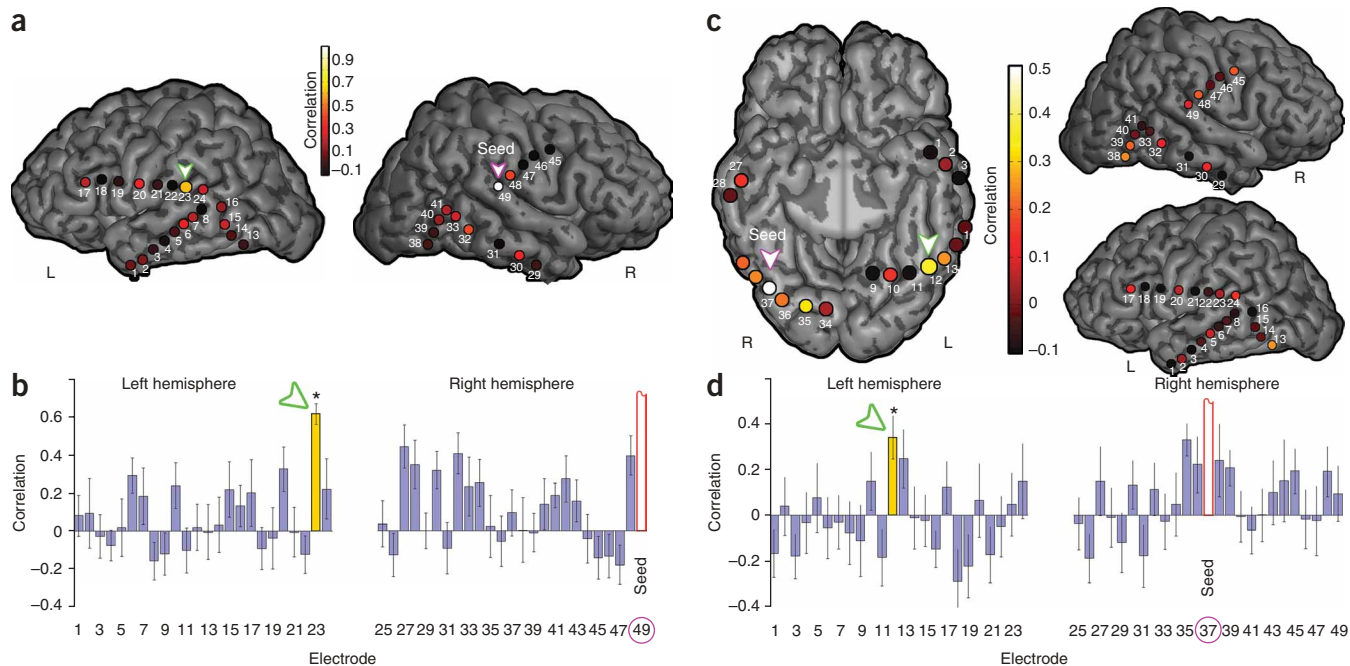 a
Correlation
0.9
0.7
0.5
0.3
0.1
−0.1
17 18 19 20 21 22 23 24
16
15
14
13
8
7
6
5
4
3
2
1
L
Seed
45
46
47
48
49
41
40
39
38
33
32
31
30
29
R
c
27
28
Seed
37
36
35
34
R
1
2
3
1
9 10 11 12 13
L
Correlation
0.5
0.4
0.3
0.2
0.1
0
−0.1
45
46
47
48
49
41
40
39
38
33
32
31
30
29
R
17 18 19 20 21 22 23 24
16
15
14
13
8
7
6
5
4
3
2
1
L
b
Left hemisphere
Right hemisphere
Correlation
0.6
0.4
0.2
0
−0.2
−0.4
*
Seed
1 3 5 7 9 11 13 15 17 19 21 23
25 27 29 31 33 35 37 39 41 43 45 47 49
Electrode
d
Left hemisphere
Right hemisphere
Correlation
0.4
0.2
0
−0.2
−0.4
*
Seed
1 3 5 7 9 11 13 15 17 19 21 23
25 27 29 31 33 35 37 39 41 43 45 47 49
Electrode